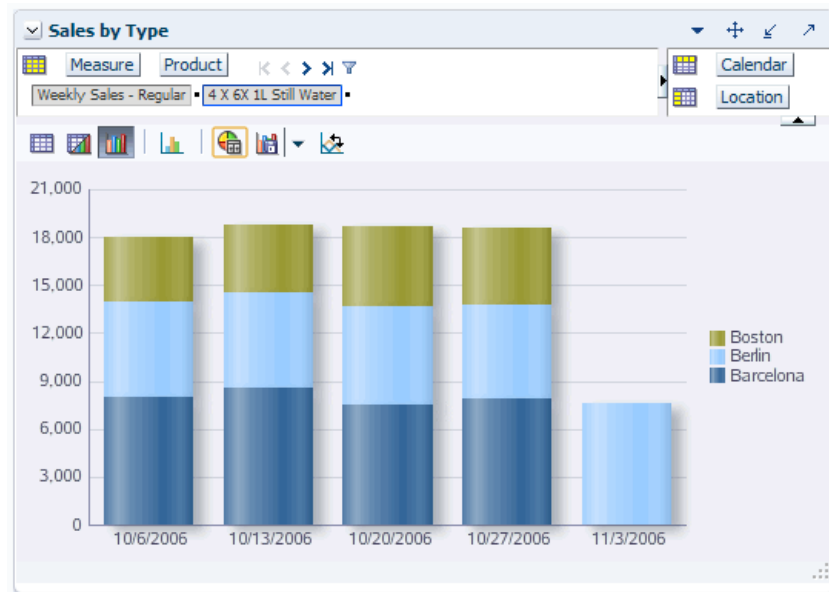 Sales by Type
Measure Product
Weekly Sales - Regular 4 X 6X 1L Still Water
Calendar
Location
21,000
18,000
15,000
12,000
9,000
6,000
3,000
0
10/6/2006 10/13/2006 10/20/2006 10/27/2006 11/3/2006
Boston
Berlin
Barcelona